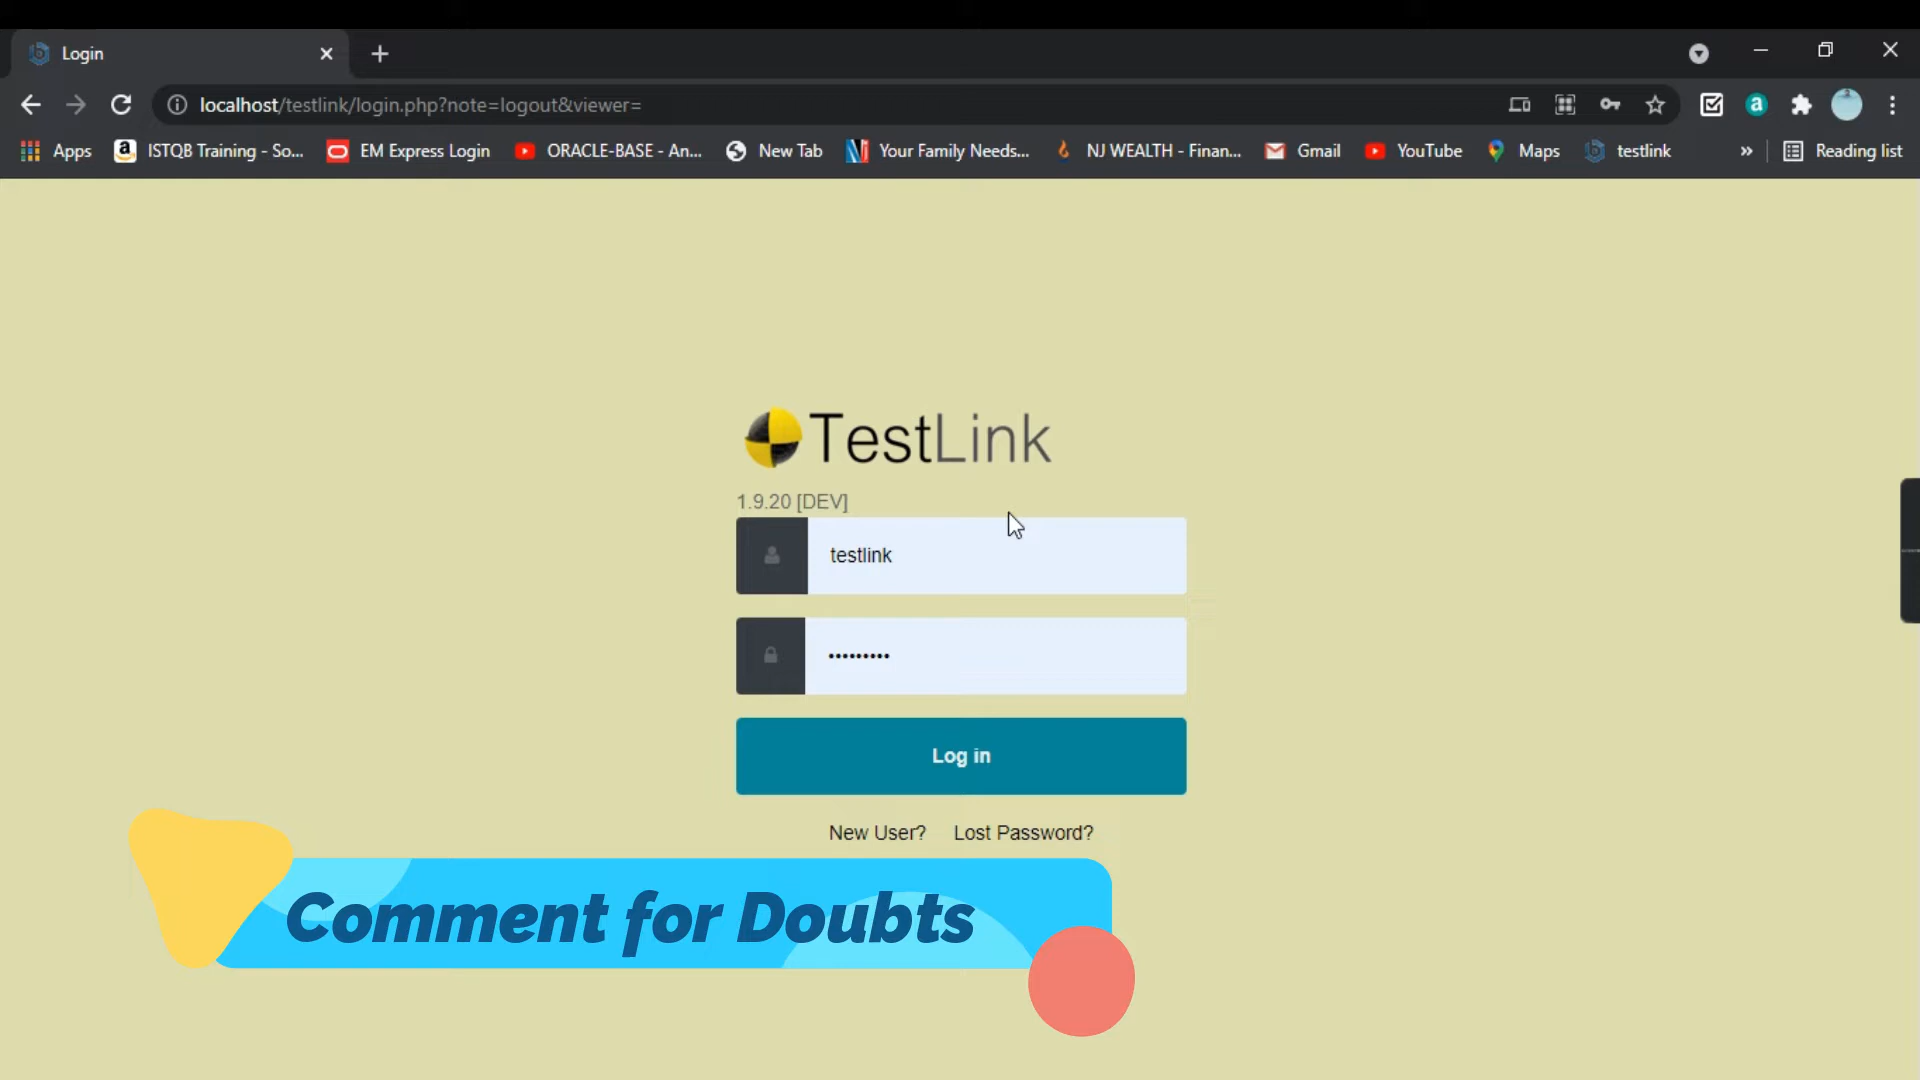 Login
localhost/testlink/login.php?note=logout&viewer=
Apps
ISTQB Training - So...
EM Express Login
ORACLE-BASE - An...
New Tab
Your Family Needs...
NJ WEALTH - Finan...
Gmail
YouTube
Maps
testlink
»
Reading list
TestLink
1.9.20 [DEV]
testlink
•••••••••
Log in
New User? Lost Password?
Comment for Doubts